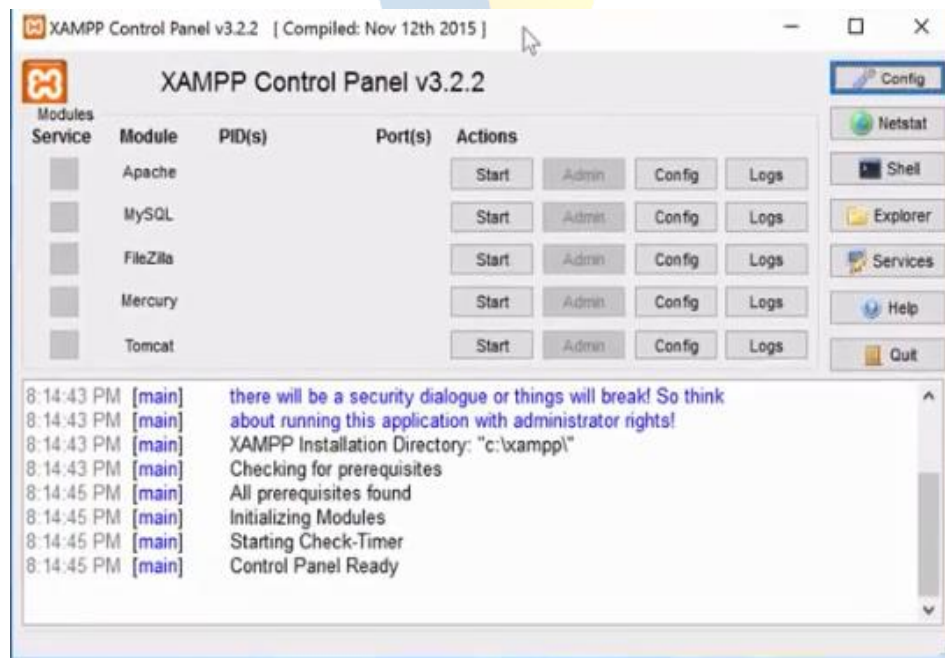 XAMPP Control Panel v3.2.2 [ Compiled: Nov 12th 2015 ]
XAMPP Control Panel v3.2.2
Config
Modules
Service Module PID(s) Port(s) Actions
Netstat
Apache Start Admin Config Logs
Shell
MySQL Start Admin Config Logs
Explorer
FileZilla Start Admin Config Logs
Services
Mercury Start Admin Config Logs
Help
Tomcat Start Admin Config Logs
Quit
8:14:43 PM [main] there will be a security dialogue or things will break! So think
8:14:43 PM [main] about running this application with administrator rights!
8:14:43 PM [main] XAMPP Installation Directory: "c:\xampp\"
8:14:43 PM [main] Checking for prerequisites
8:14:45 PM [main] All prerequisites found
8:14:45 PM [main] Initializing Modules
8:14:45 PM [main] Starting Check-Timer
8:14:45 PM [main] Control Panel Ready